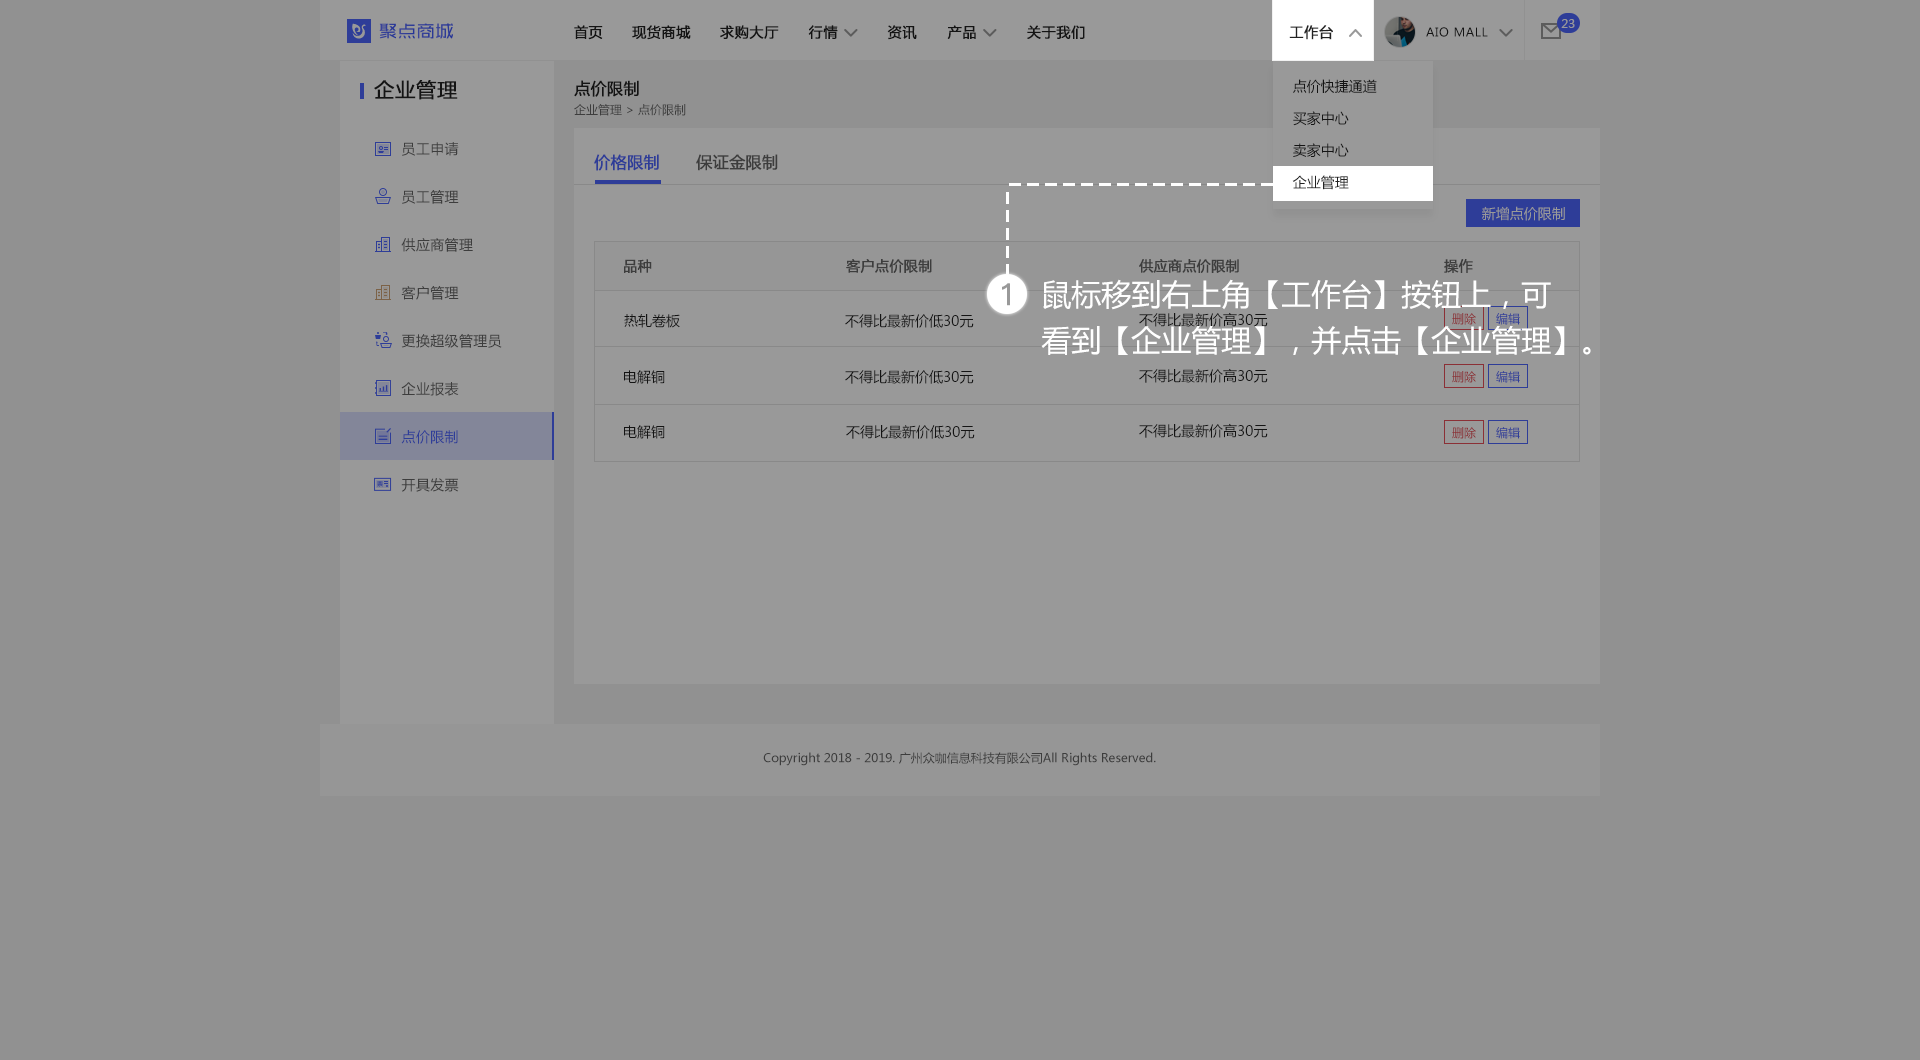 聚点商城 首页 现货商城 求购大厅 行情 资讯 产品 关于我们 工作台 AIO MALL 23
点价快捷通道
买家中心
卖家中心
企业管理
企业管理
员工申请
员工管理
供应商管理
客户管理
更换超级管理员
企业报表
点价限制
开具发票
点价限制
企业管理 > 点价限制
价格限制 保证金限制
新增点价限制
品种 客户点价限制 供应商点价限制 操作
热轧卷板 不得比最新价低30元 不得比最新价高30元 删除 编辑
电解铜 不得比最新价低30元 不得比最新价高30元 删除 编辑
电解铜 不得比最新价低30元 不得比最新价高30元 删除 编辑
1 鼠标移到右上角【工作台】按钮上，可
看到【企业管理】，并点击【企业管理】。
Copyright 2018 - 2019. 广州众咖信息科技有限公司All Rights Reserved.